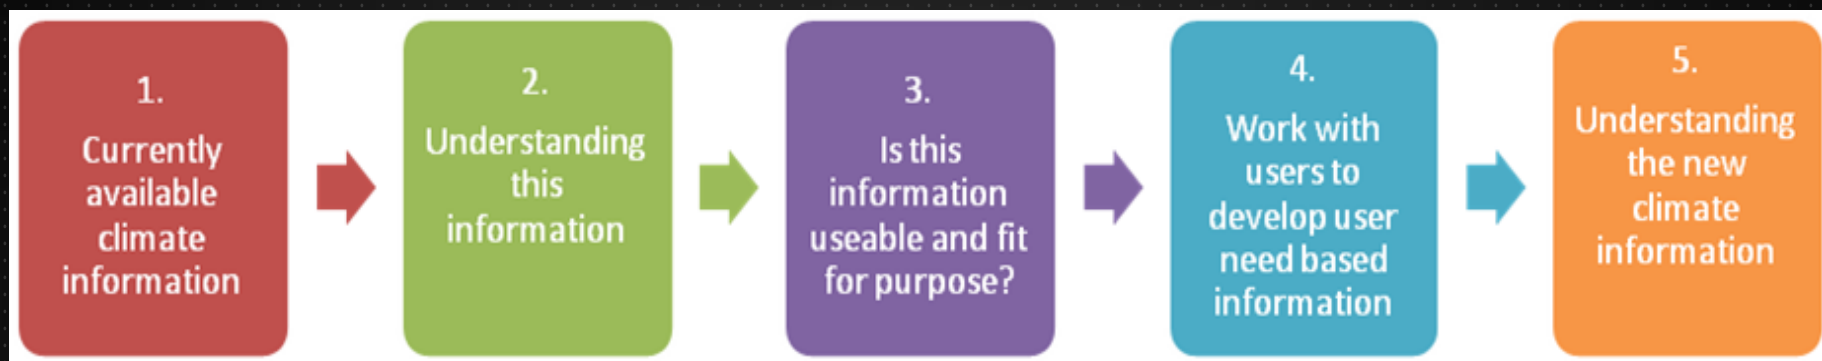 1.
Currently
available
climate
information
2.
Understanding
this
information
3.
Is this
information
useable and fit
for purpose?
4.
Work with
users to
develop user
need based
information
5.
Understanding
the new
climate
information